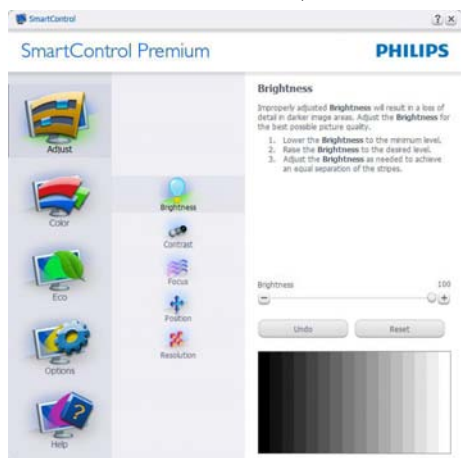 SmartControl
SmartControl Premium
PHILIPS
Adjust
Color
Eco
Options
Help
Brightness
Contrast
Focus
Position
Resolution
Brightness
Improperly adjusted Brightness will result in a loss of
detail in darker image areas. Adjust the Brightness for
the best possible picture quality.
1. Lower the Brightness to the minimum level.
2. Raise the Brightness to the desired level.
3. Adjust the Brightness as needed to achieve
an equal separation of the stripes.
Brightness 100
Undo Reset